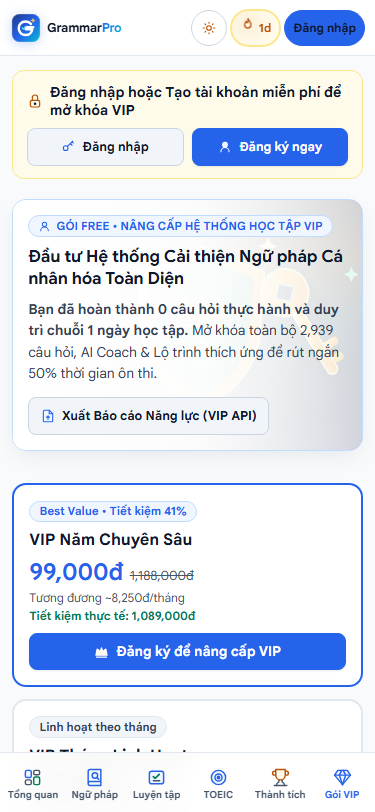 GrammarPro
1d
Đăng nhập
Đăng nhập hoặc Tạo tài khoản miễn phí để
mở khóa VIP
Đăng nhập
Đăng ký ngay
GÓI FREE • NÂNG CẤP HỆ THỐNG HỌC TẬP VIP
Đầu tư Hệ thống Cải thiện Ngữ pháp Cá
nhân hóa Toàn Diện
Bạn đã hoàn thành 0 câu hỏi thực hành và duy
trì chuỗi 1 ngày học tập. Mở khóa toàn bộ 2,939
câu hỏi, AI Coach & Lộ trình thích ứng để rút ngắn
50% thời gian ôn thi.
Xuất Báo cáo Năng lực (VIP API)
Best Value • Tiết kiệm 41%
VIP Năm Chuyên Sâu
99,000đ 1,188,000đ
Tương đương ~8,250đ/tháng
Tiết kiệm thực tế: 1,089,000đ
Đăng ký để nâng cấp VIP
Linh hoạt theo tháng
VIP Tháng Linh Hoạt
Tổng quan
Ngữ pháp
Luyện tập
TOEIC
Thành tích
Gói VIP